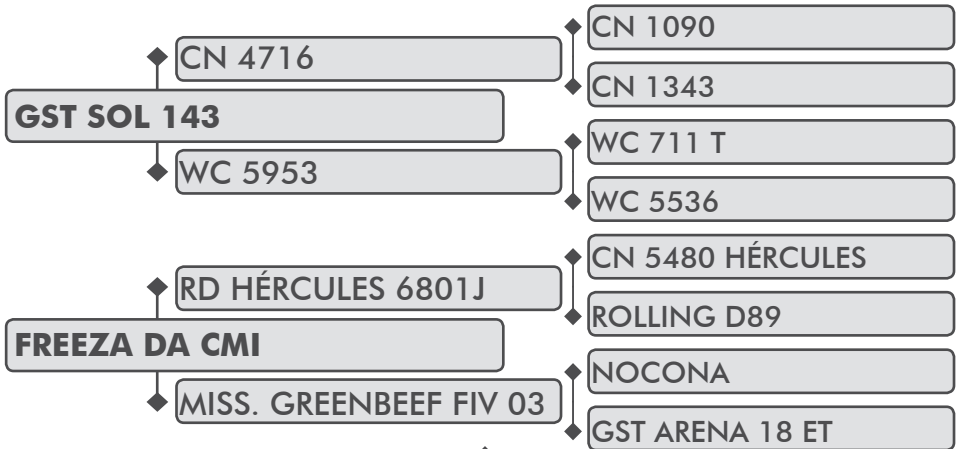 CN 1090
CN 4716
CN 1343
GST SOL 143
WC 711 T
WC 5953
WC 5536
CN 5480 HÉRCULES
RD HÉRCULES 6801J
ROLLING D89
FREEZA DA CMI
NOCONA
MISS. GREENBEEF FIV 03
GST ARENA 18 ET